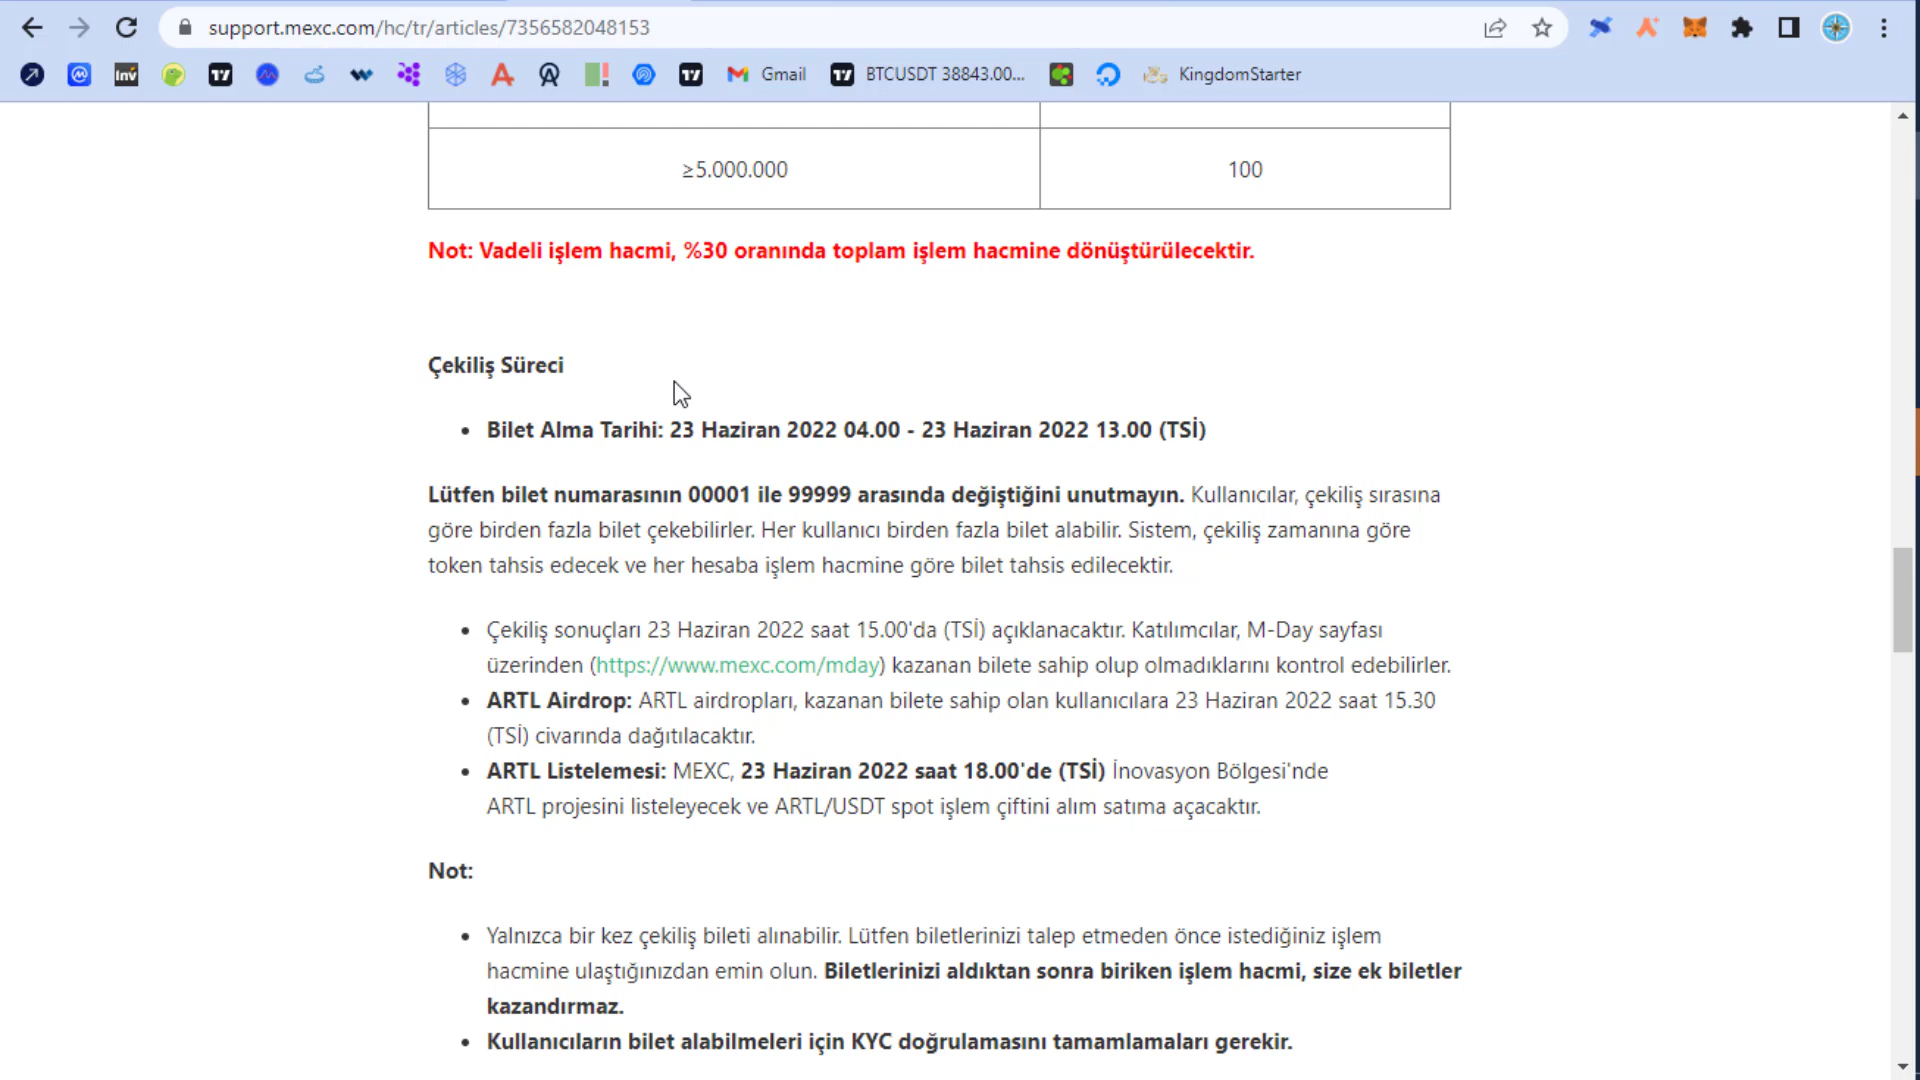 support.mexc.com/hc/tr/articles/7356582048153
Inv
Gmail
BTCUSDT 38843.00...
KingdomStarter
≥5.000.000
100
Not: Vadeli işlem hacmi, %30 oranında toplam işlem hacmine dönüştürülecektir.
Çekiliş Süreci
• Bilet Alma Tarihi: 23 Haziran 2022 04.00 - 23 Haziran 2022 13.00 (TSİ)
Lütfen bilet numarasının 00001 ile 99999 arasında değiştiğini unutmayın. Kullanıcılar, çekiliş sırasına
göre birden fazla bilet çekebilirler. Her kullanıcı birden fazla bilet alabilir. Sistem, çekiliş zamanına göre
token tahsis edecek ve her hesaba işlem hacmine göre bilet tahsis edilecektir.
• Çekiliş sonuçları 23 Haziran 2022 saat 15.00'da (TSİ) açıklanacaktır. Katılımcılar, M-Day sayfası
üzerinden (https://www.mexc.com/mday) kazanan bilete sahip olup olmadıklarını kontrol edebilirler.
• ARTL Airdrop: ARTL airdropları, kazanan bilete sahip olan kullanıcılara 23 Haziran 2022 saat 15.30
(TSİ) civarında dağıtılacaktır.
• ARTL Listelemesi: MEXC, 23 Haziran 2022 saat 18.00'de (TSİ) İnovasyon Bölgesi'nde
ARTL projesini listeleyecek ve ARTL/USDT spot işlem çiftini alım satıma açacaktır.
Not:
• Yalnızca bir kez çekiliş bileti alınabilir. Lütfen biletlerinizi talep etmeden önce istediğiniz işlem
hacmine ulaştığınızdan emin olun. Biletlerinizi aldıktan sonra biriken işlem hacmi, size ek biletler
kazandırmaz.
• Kullanıcıların bilet alabilmeleri için KYC doğrulamasını tamamlamaları gerekir.